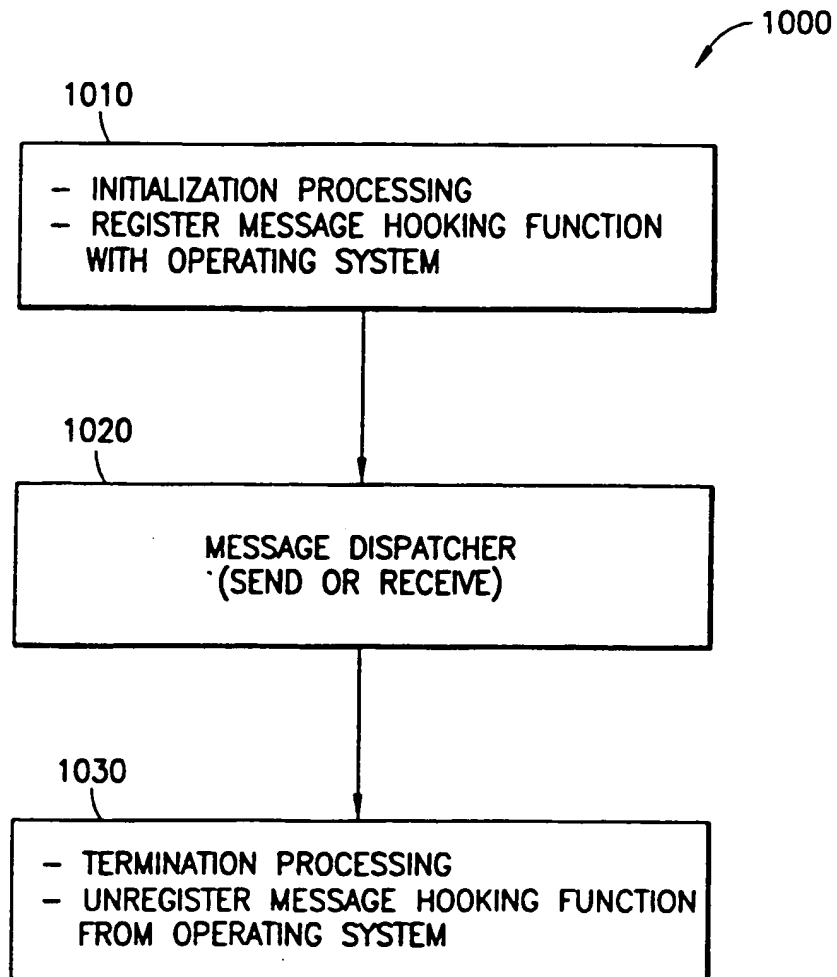 1000
1010
– INITIALIZATION PROCESSING
– REGISTER MESSAGE HOOKING FUNCTION
WITH OPERATING SYSTEM
1020
MESSAGE DISPATCHER
(SEND OR RECEIVE)
1030
– TERMINATION PROCESSING
– UNREGISTER MESSAGE HOOKING FUNCTION
FROM OPERATING SYSTEM